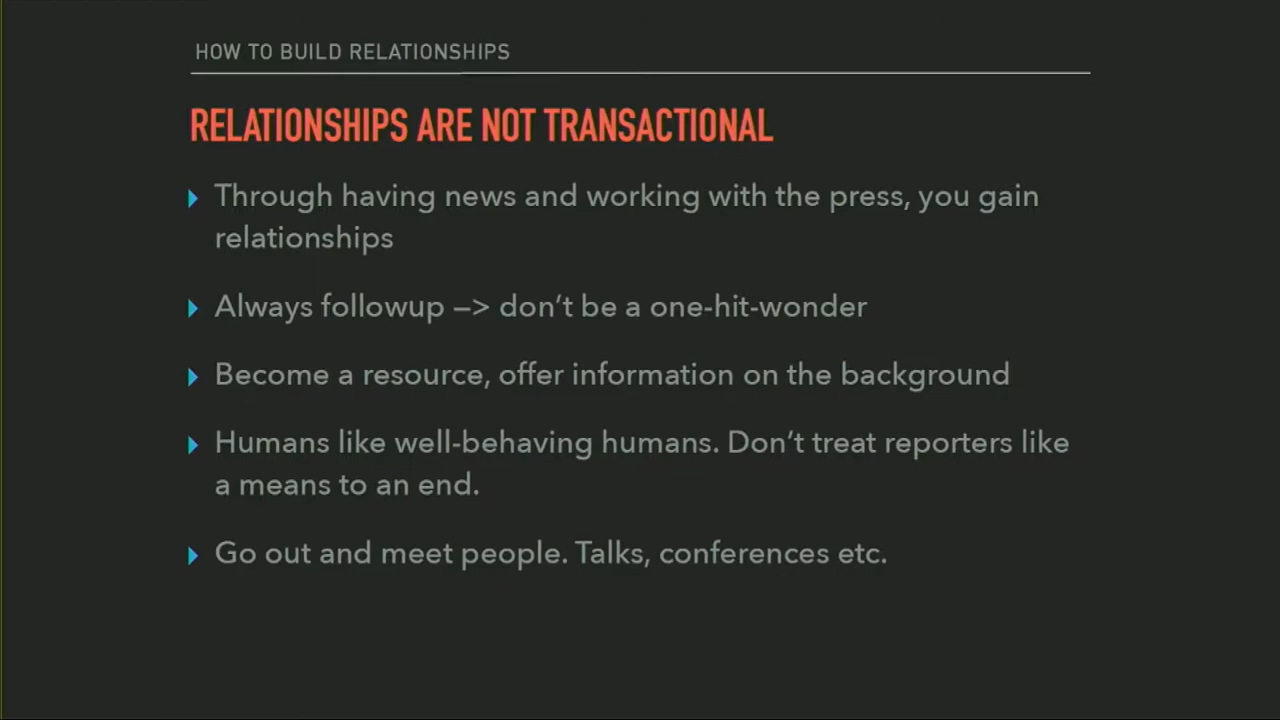 HOW TO BUILD RELATIONSHIPS
RELATIONSHIPS ARE NOT TRANSACTIONAL
Through having news and working with the press, you gain
relationships
Always followup —> don’t be a one-hit-wonder
Become a resource, offer information on the background
Humans like well-behaving humans. Don’t treat reporters like
a means to an end.
Go out and meet people. Talks, conferences etc.